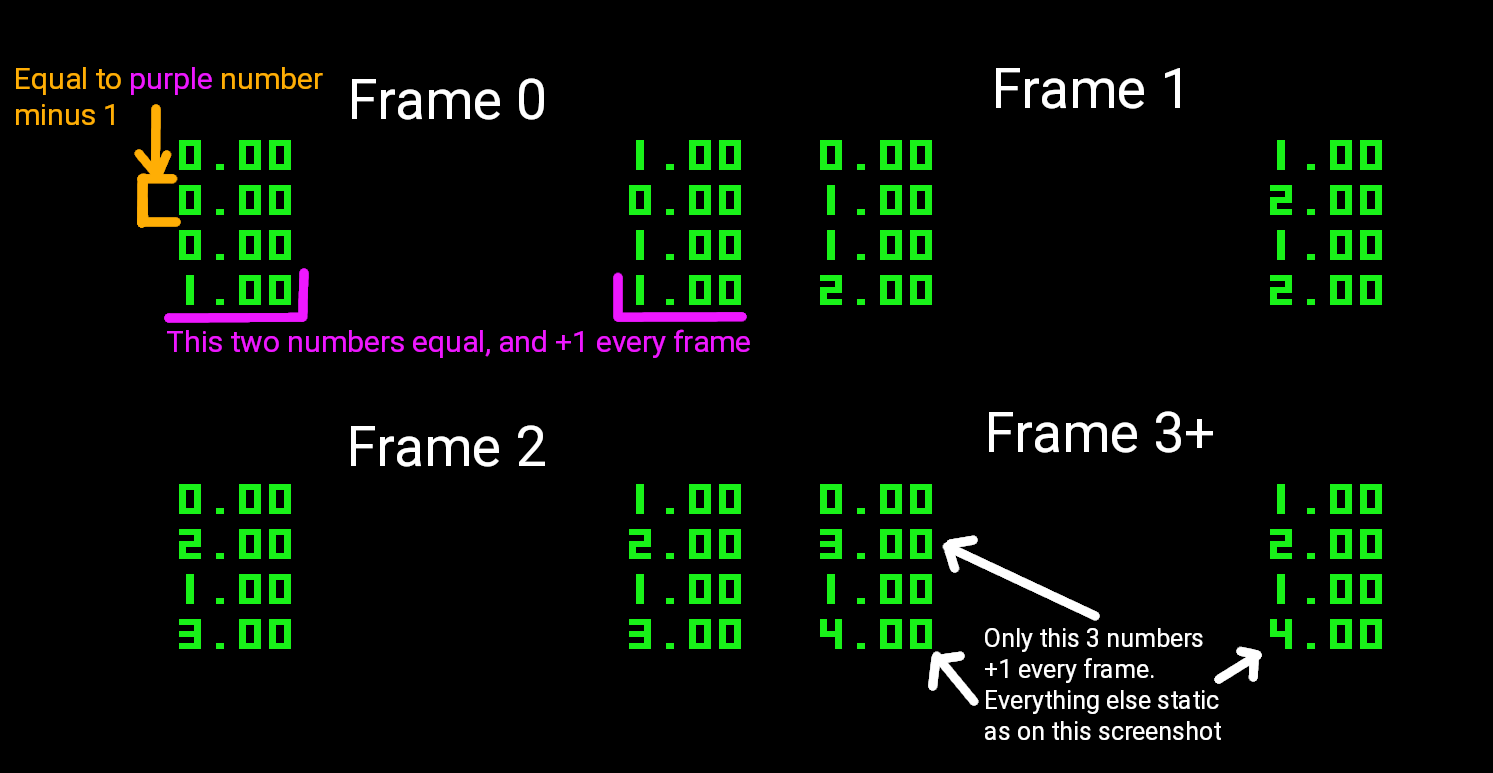 Equal to purple number
minus 1
Frame 0
0.00 1.00
0.00 0.00
0.00 1.00
1.00 1.00
This two numbers equal, and +1 every frame
Frame 1
0.00 1.00
1.00 2.00
1.00 1.00
2.00 2.00
Frame 2
0.00 1.00
2.00 2.00
1.00 1.00
3.00 3.00
Frame 3+
0.00 1.00
3.00 2.00
1.00 1.00
4.00 4.00
Only this 3 numbers
+1 every frame.
Everything else static
as on this screenshot